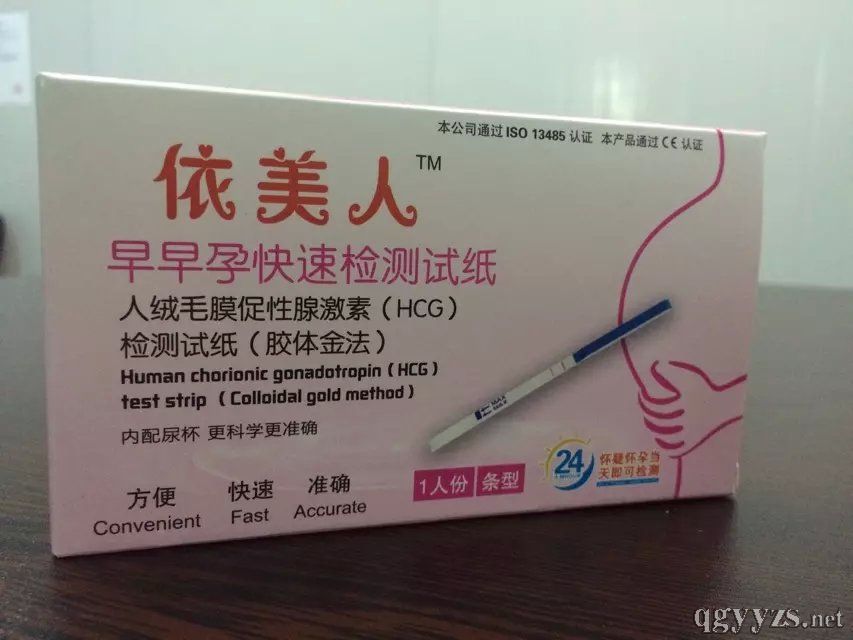 本公司通过 ISO 13485 认证 本产品通过 CE 认证
依美人™
早早孕快速检测试纸
人绒毛膜促性腺激素（HCG）
检测试纸（胶体金法）
Human chorionic gonadotropin（HCG）
test strip（Colloidal gold method）
内配尿杯 更科学更准确
MAX
方便 快速 准确
Convenient Fast Accurate
1人份 条型
24
怀疑怀孕当
天即可检测
qgyyzs.net